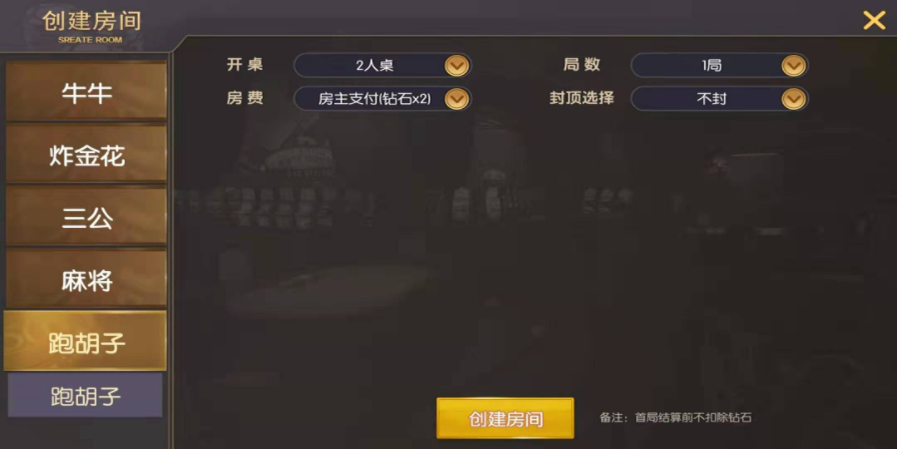 创建房间
SREATE ROOM
牛牛
炸金花
三公
麻将
跑胡子
跑胡子
开桌 2人桌 局数 1局
房费 房主支付(钻石x2) 封顶选择 不封
创建房间 备注：首局结算前不扣除钻石